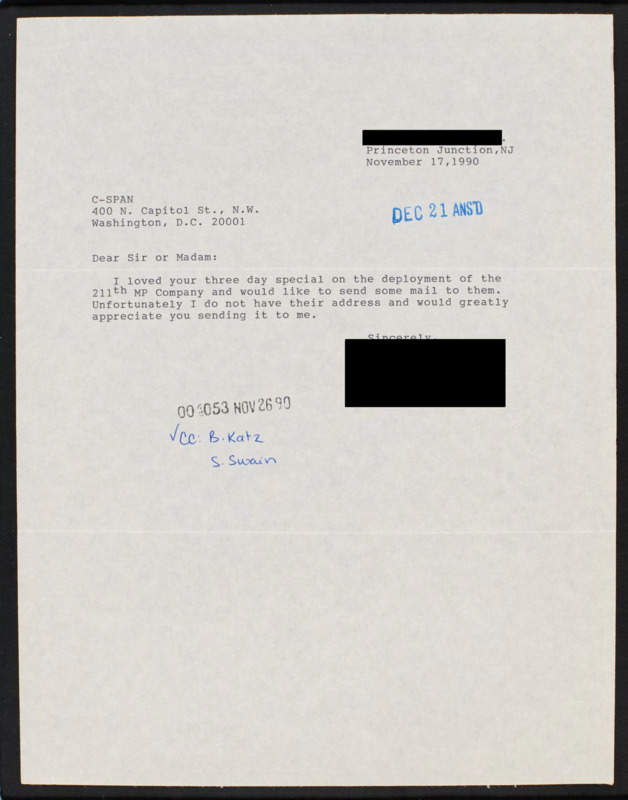 Princeton Junction,NJ
November 17,1990
C-SPAN
400 N. Capitol St., N.W.
Washington, D.C. 20001
DEC 21 ANS'D
Dear Sir or Madam:
I loved your three day special on the deployment of the
211th MP Company and would like to send some mail to them.
Unfortunately I do not have their address and would greatly
appreciate you sending it to me.
Sincerely,
NOV 26 90
√CC: B. Katz
S. Swain